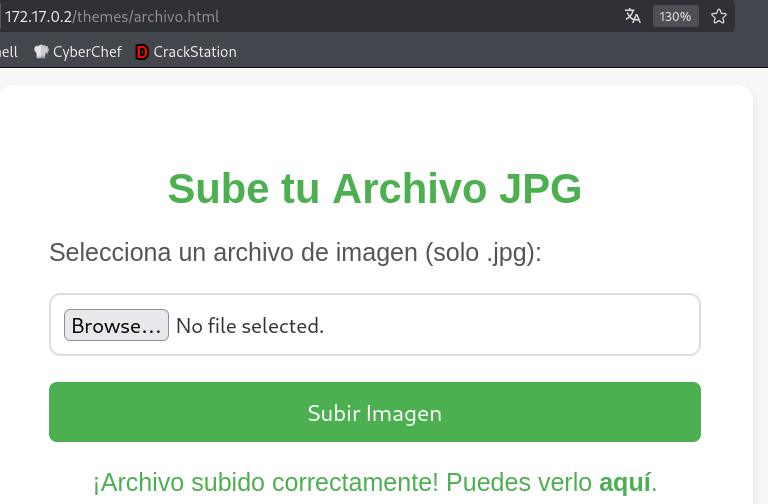 172.17.0.2/themes/archivo.html 130%
ell CyberChef CrackStation
Sube tu Archivo JPG
Selecciona un archivo de imagen (solo .jpg):
Browse... No file selected.
Subir Imagen
¡Archivo subido correctamente! Puedes verlo aquí.